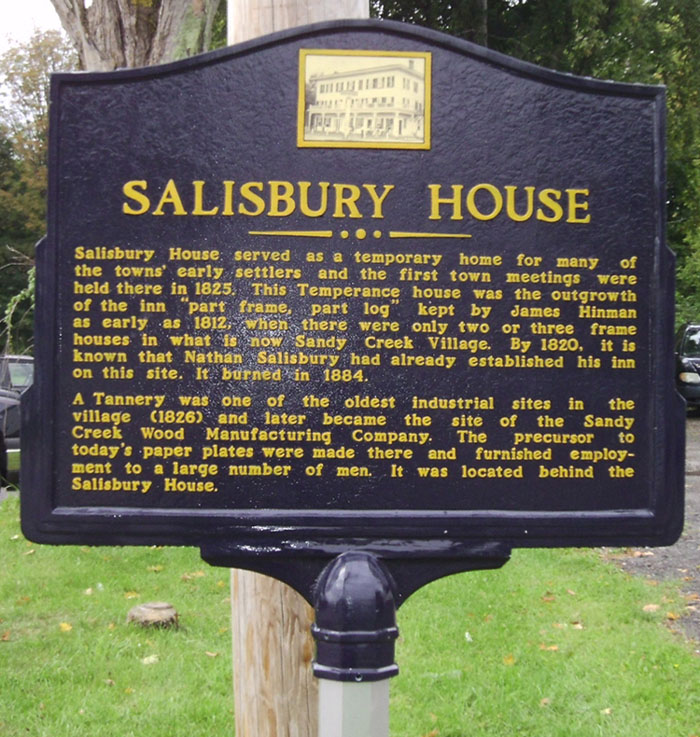 SALISBURY HOUSE
Salisbury House served as a temporary home for many of
the towns' early settlers and the first town meetings were
held there in 1825. This Temperance house was the outgrowth
of the inn "part frame, part log" kept by James Hinman
as early as 1812, when there were only two or three frame
houses in what is now Sandy Creek Village. By 1820, it is
known that Nathan Salisbury had already established his inn
on this site. It burned in 1884.
A Tannery was one of the oldest industrial sites in the
village (1826) and later became the site of the Sandy
Creek Wood Manufacturing Company. The precursor to
today's paper plates were made there and furnished employ-
ment to a large number of men. It was located behind the
Salisbury House.